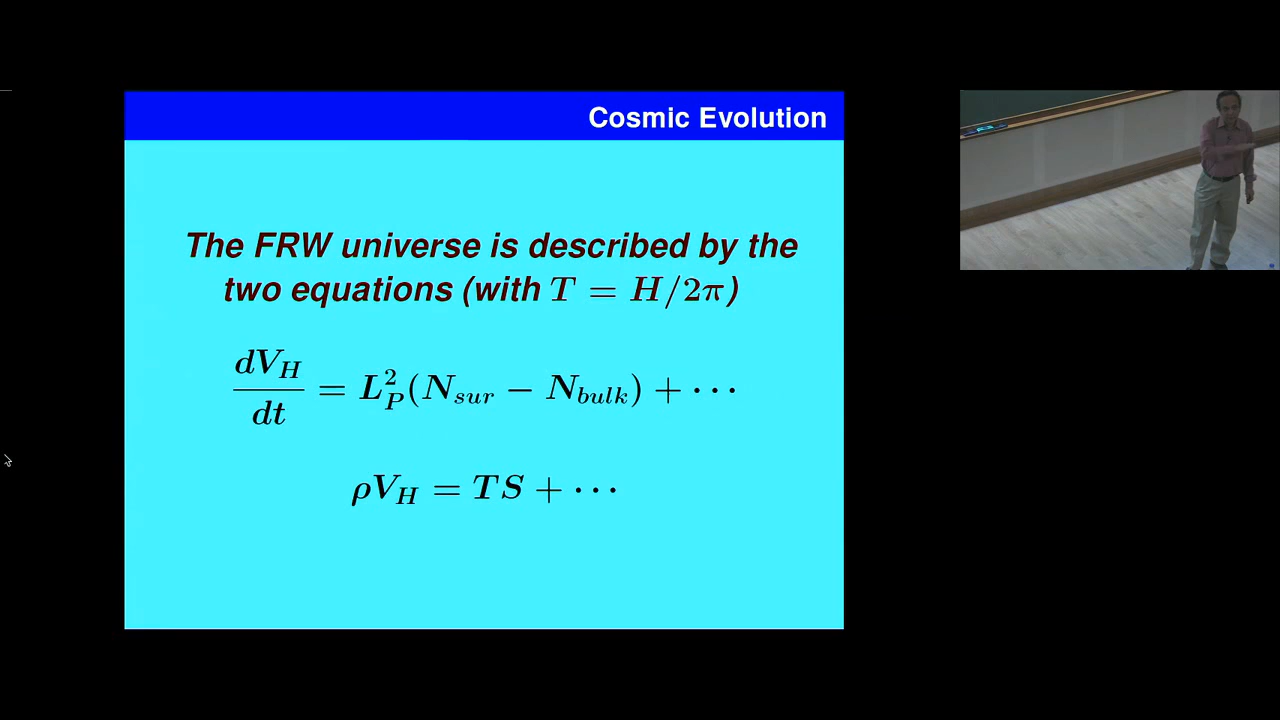 Cosmic Evolution
The FRW universe is described by the
two equations (with T = H/2π)
dV_H/dt = L_P^2(N_sur − N_bulk) + ···
ρV_H = TS + ···